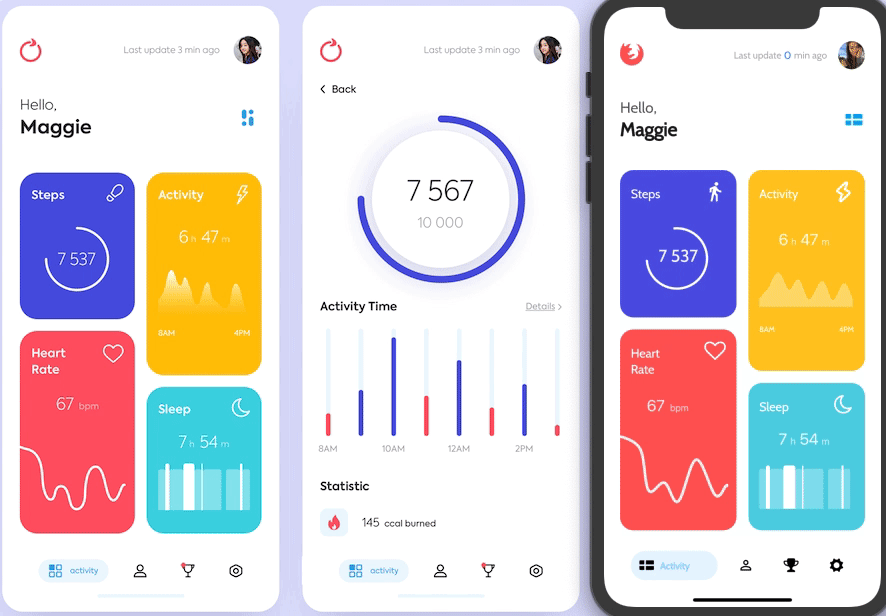 Last update 3 min ago
Hello,
Maggie
Steps
7 537
Activity
6 h 47 m
8AM 4PM
Heart
Rate
67 bpm
Sleep
7 h 54 m
activity
Last update 3 min ago
Back
7 567
10 000
Activity Time
Details
8AM 10AM 12AM 2PM
Statistic
145 ccal burned
activity
Last update 0 min ago
Hello,
Maggie
Steps
7 537
Activity
6 h 47 m
8AM 4PM
Heart
Rate
67 bpm
Sleep
7 h 54 m
Activity